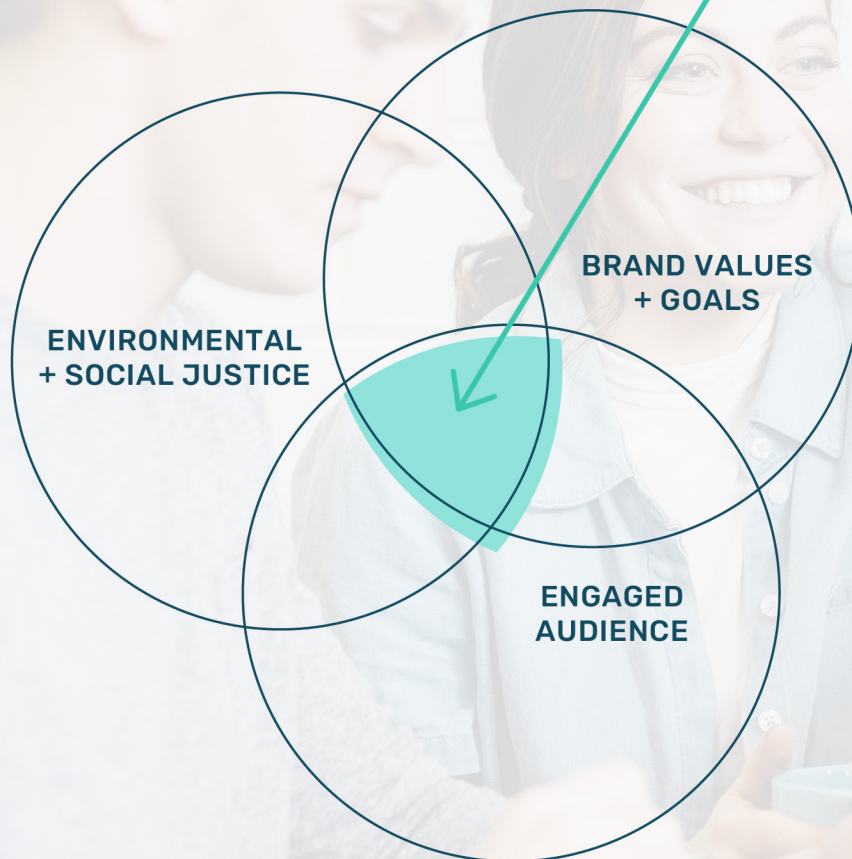 BRAND VALUES
+ GOALS
ENVIRONMENTAL
+ SOCIAL JUSTICE
ENGAGED
AUDIENCE